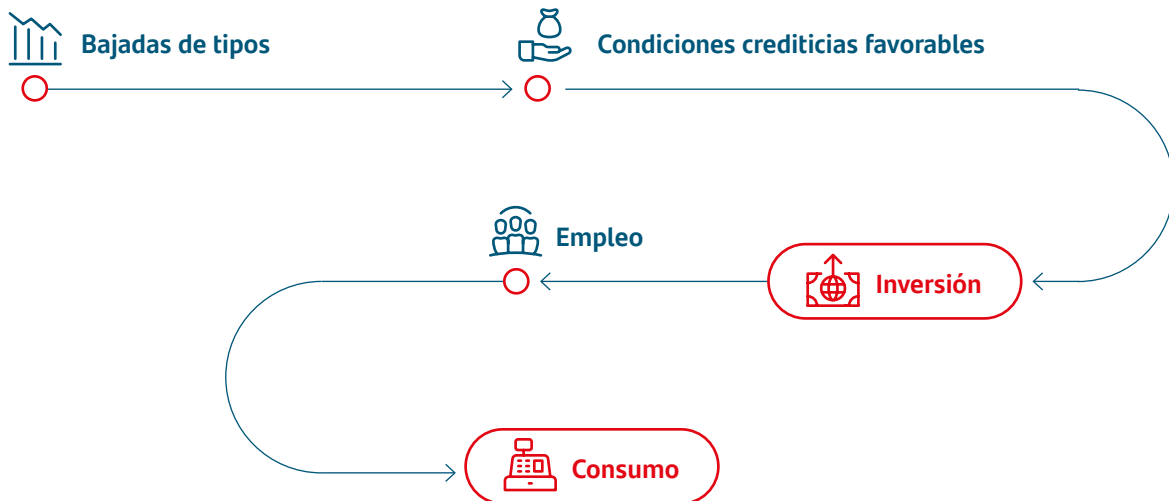 Bajadas de tipos
Condiciones crediticias favorables
Inversión
Empleo
Consumo